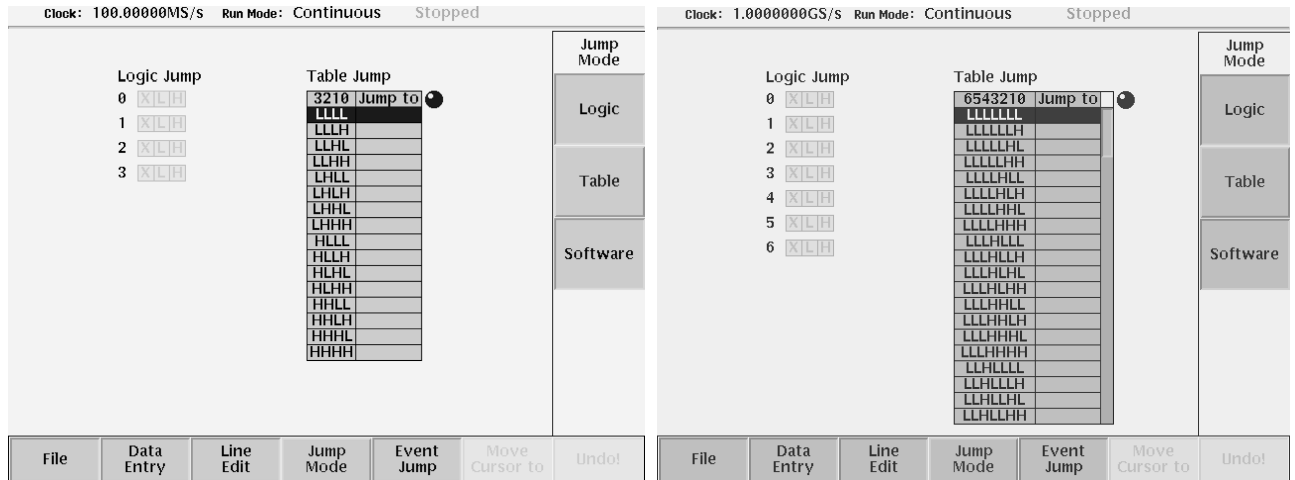 Clock: 100.00000MS/s Run Mode: Continuous Stopped
Jump
Mode
Logic Jump
Table Jump
0 X L H
1 X L H
2 X L H
3 X L H
3210 Jump to
LLLL
LLLH
LLHL
LLHH
LHLL
LHLH
LHHL
LHHH
HLLL
HLLH
HLHL
HLHH
HHLL
HHLH
HHHL
HHHH
Logic
Table
Software
File
Data
Entry
Line
Edit
Jump
Mode
Event
Jump
Move
Cursor to
Undo!
Clock: 1.0000000GS/s Run Mode: Continuous Stopped
Jump
Mode
Logic Jump
Table Jump
0 X L H
1 X L H
2 X L H
3 X L H
4 X L H
5 X L H
6 X L H
6543210 Jump to
LLLLLLL
LLLLLLH
LLLLLHL
LLLLLHH
LLLLHLL
LLLLHLH
LLLLHHL
LLLLHHH
LLLHLLL
LLLHLLH
LLLHLHL
LLLHLHH
LLLHHLL
LLLHHLH
LLLHHHL
LLLHHHH
LLHLLLL
LLHLLLH
LLHLLHL
LLHLLHH
Logic
Table
Software
File
Data
Entry
Line
Edit
Jump
Mode
Event
Jump
Move
Cursor to
Undo!